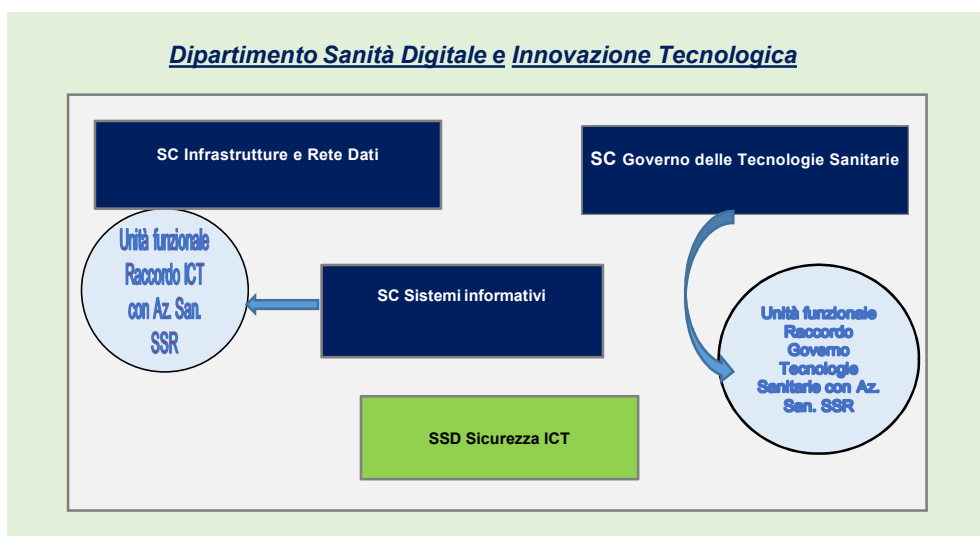 Dipartimento Sanità Digitale e Innovazione Tecnologica
SC Infrastrutture e Rete Dati
SC Governo delle Tecnologie Sanitarie
Unità funzionale
Raccordo ICT
con Az. San.
SSR
SC Sistemi informativi
Unità funzionale
Raccordo
Governo
Tecnologie
Sanitarie con Az.
San. SSR
SSD Sicurezza ICT